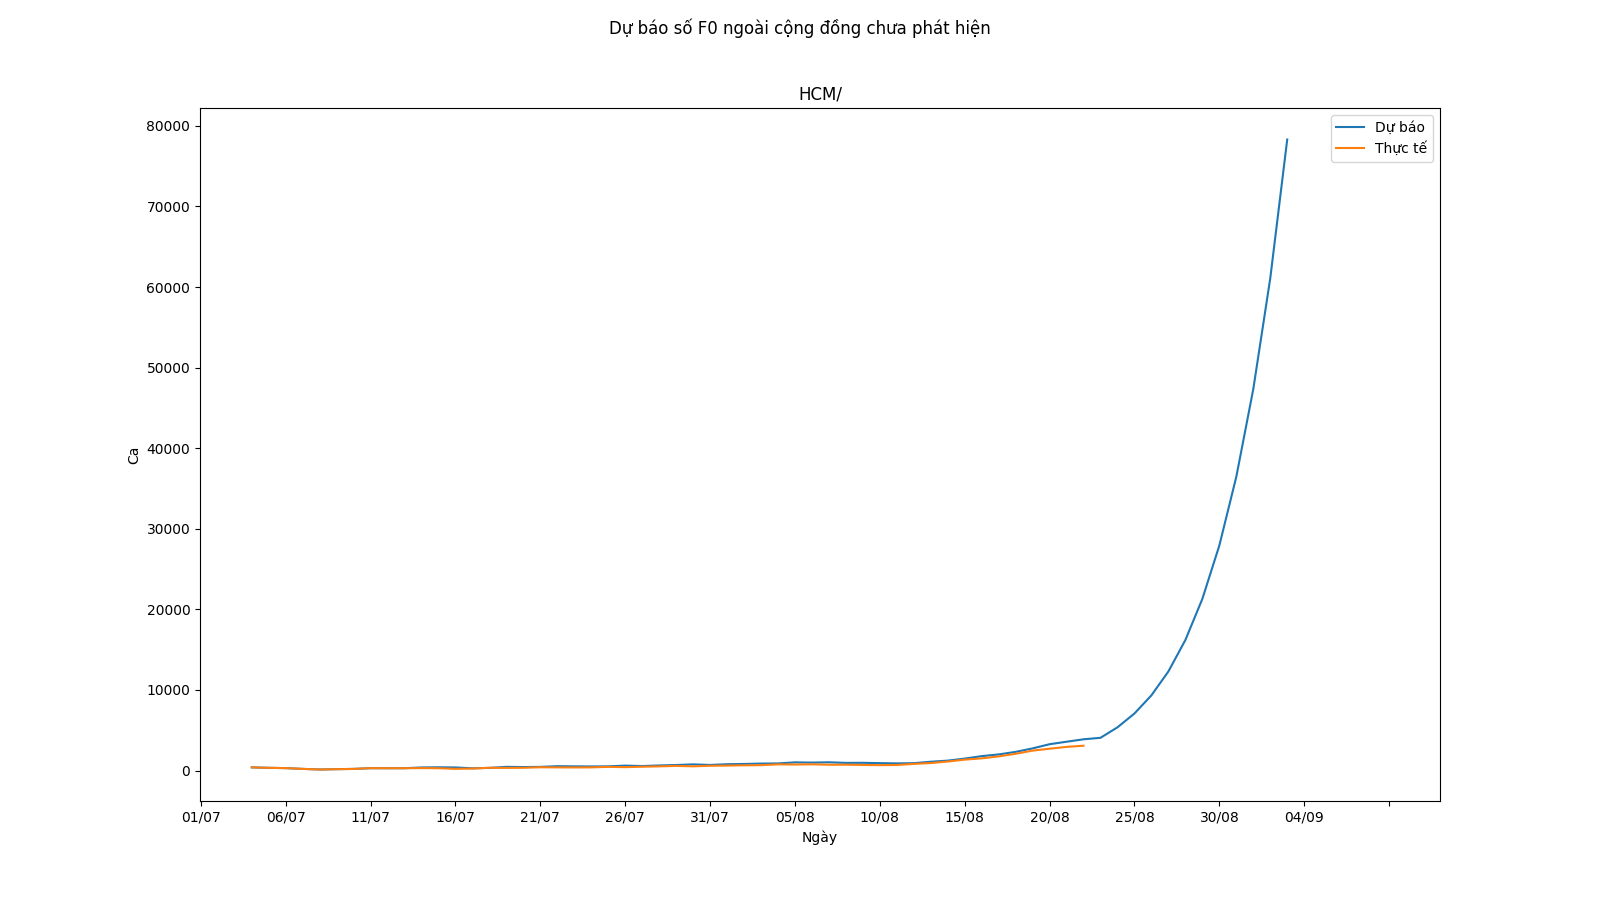 Dự báo số F0 ngoài cộng đồng chưa phát hiện
HCM/
80000
70000
60000
50000
40000
30000
20000
10000
0
Ca
Dự báo
Thực tế
01/07 06/07 11/07 16/07 21/07 26/07 31/07 05/08 10/08 15/08 20/08 25/08 30/08 04/09
Ngày